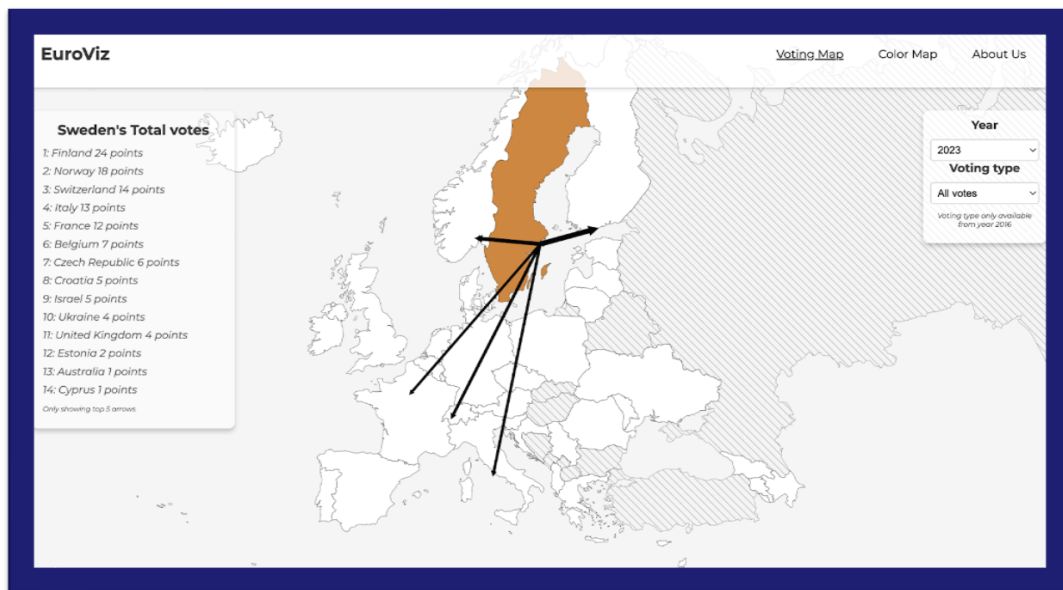 EuroViz
Voting Map
Color Map
About Us
Sweden's Total votes
1: Finland 24 points
2: Norway 18 points
3: Switzerland 14 points
4: Italy 13 points
5: France 12 points
6: Belgium 7 points
7: Czech Republic 6 points
8: Croatia 5 points
9: Israel 5 points
10: Ukraine 4 points
11: United Kingdom 4 points
12: Estonia 2 points
13: Australia 1 points
14: Cyprus 1 points
Only showing top 5 arrows
Year
2023
Voting type
All votes
Voting type only available
from year 2016